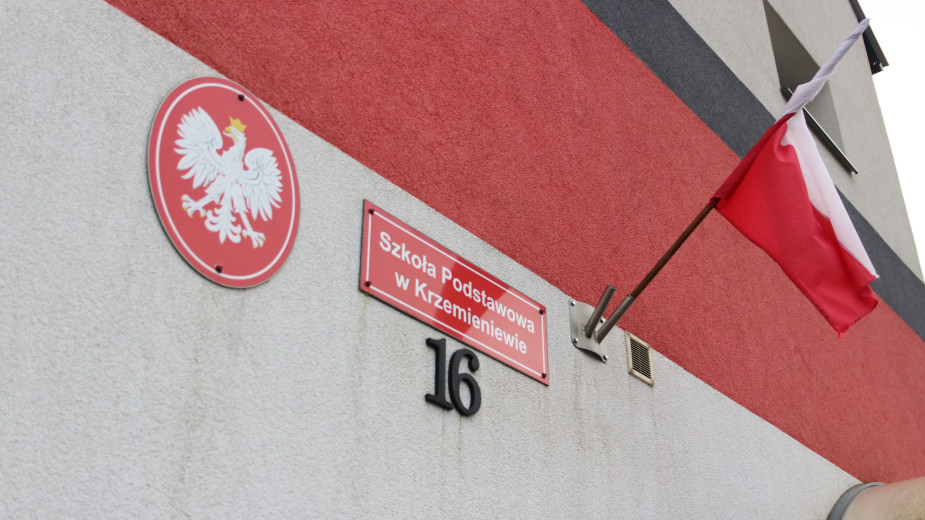 Szkoła Podstawowa
w Krzemieniewie
16